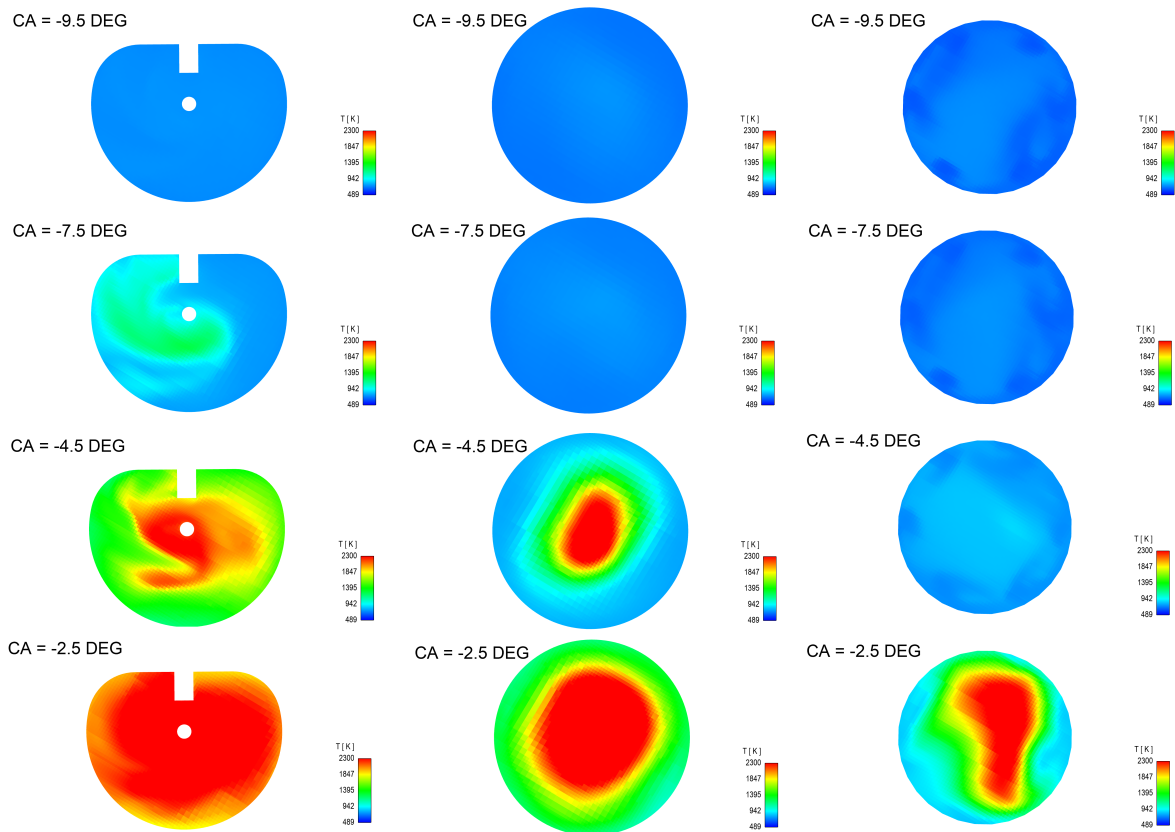 CA = -9.5 DEG
CA = -9.5 DEG
CA = -9.5 DEG
T [ K ]
2300
1847
1395
942
489
T [ K ]
2300
1847
1395
942
489
T [ K ]
2300
1847
1395
942
489
CA = -7.5 DEG
CA = -7.5 DEG
CA = -7.5 DEG
T [ K ]
2300
1847
1395
942
489
T [ K ]
2300
1847
1395
942
489
T [ K ]
2300
1847
1395
942
489
CA = -4.5 DEG
CA = -4.5 DEG
CA = -4.5 DEG
T [ K ]
2300
1847
1395
942
489
T [ K ]
2300
1847
1395
942
489
T [ K ]
2300
1847
1395
942
489
CA = -2.5 DEG
CA = -2.5 DEG
CA = -2.5 DEG
T [ K ]
2300
1847
1395
942
489
T [ K ]
2300
1847
1395
942
489
T [ K ]
2300
1847
1395
942
489